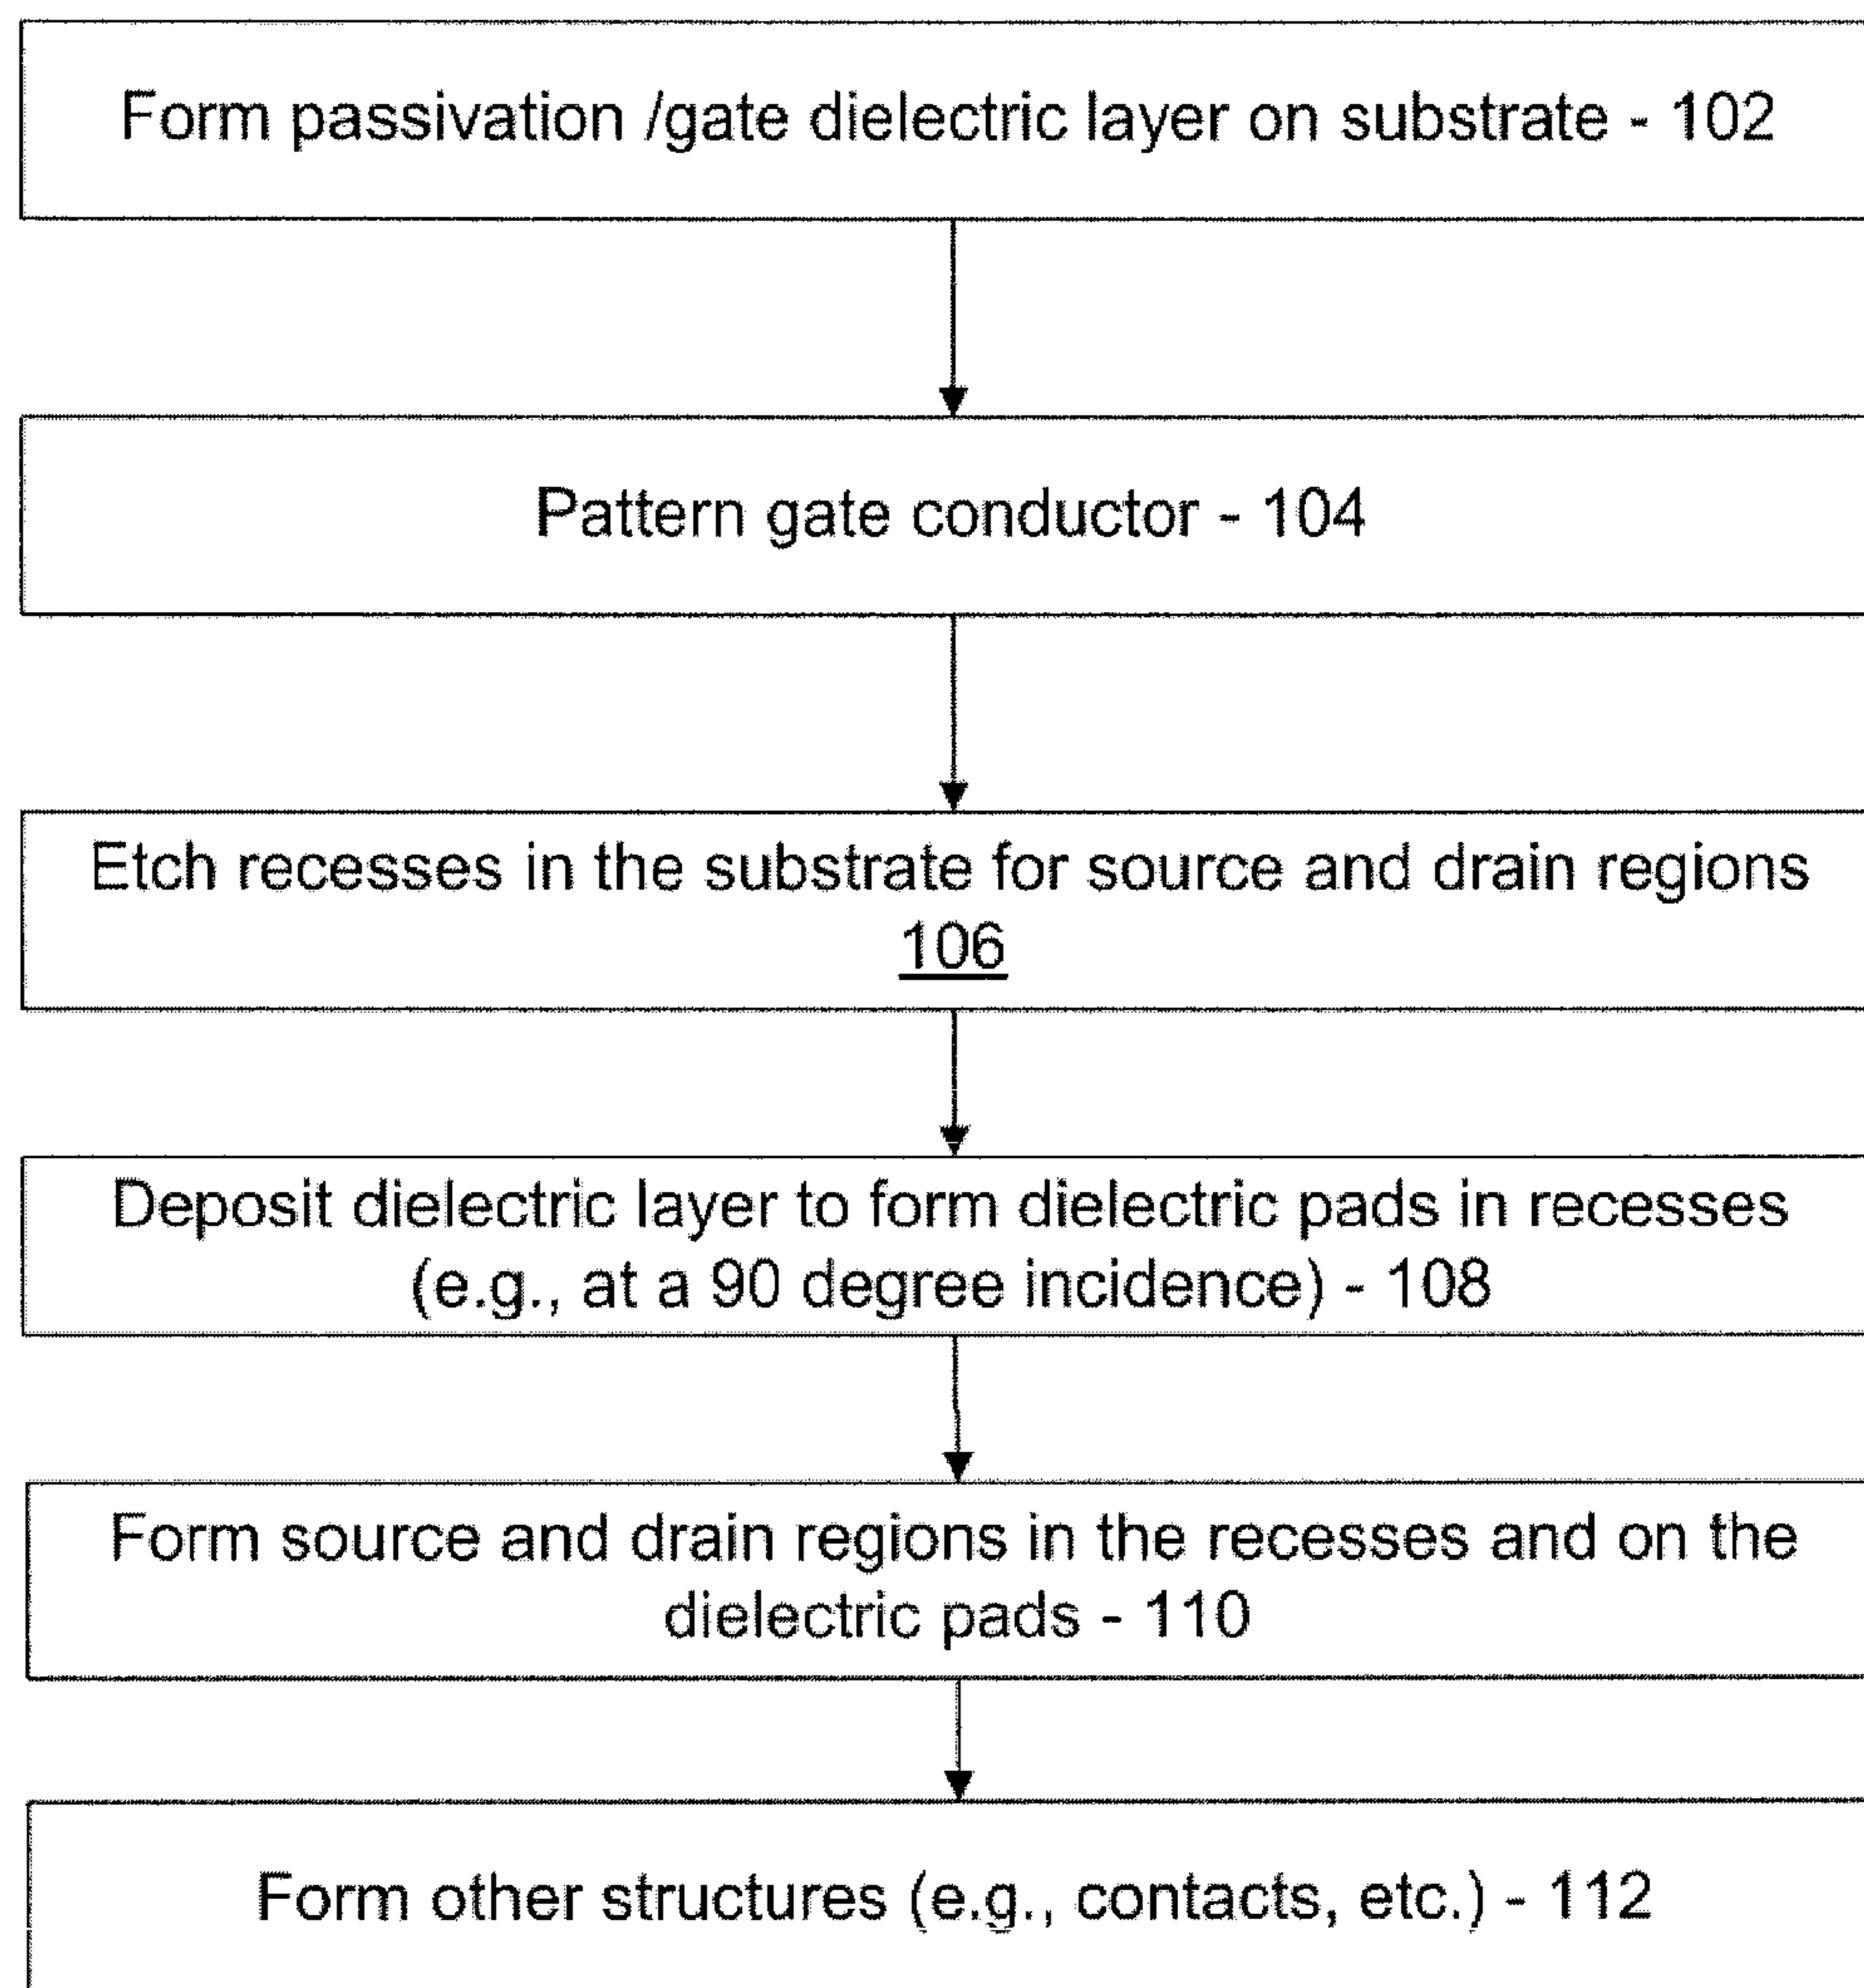 Form passivation /gate dielectric layer on substrate - 102
Pattern gate conductor - 104
Etch recesses in the substrate for source and drain regions
106
Deposit dielectric layer to form dielectric pads in recesses
(e.g., at a 90 degree incidence) - 108
Form source and drain regions in the recesses and on the
dielectric pads - 110
Form other structures (e.g., contacts, etc.) - 112